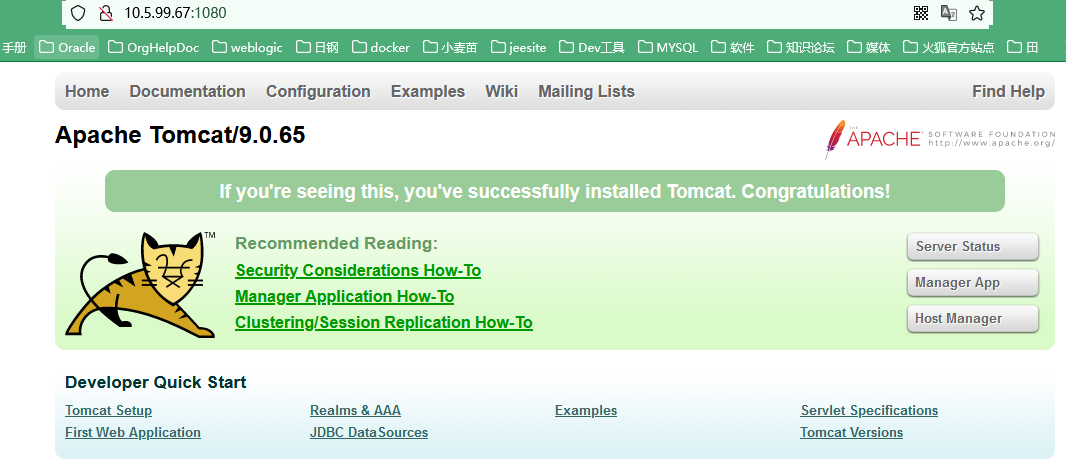 10.5.99.67:1080
手册 Oracle OrgHelpDoc weblogic 日钢 docker 小麦苗 jeesite Dev工具 MYSQL 软件 知识论坛 媒体 火狐官方站点 田
Home Documentation Configuration Examples Wiki Mailing Lists Find Help
Apache Tomcat/9.0.65
THE
APACHE® SOFTWARE FOUNDATION
http://www.apache.org/
If you're seeing this, you've successfully installed Tomcat. Congratulations!
TM
Recommended Reading:
Security Considerations How-To
Manager Application How-To
Clustering/Session Replication How-To
Server Status
Manager App
Host Manager
Developer Quick Start
Tomcat Setup Realms & AAA Examples Servlet Specifications
First Web Application JDBC DataSources Tomcat Versions